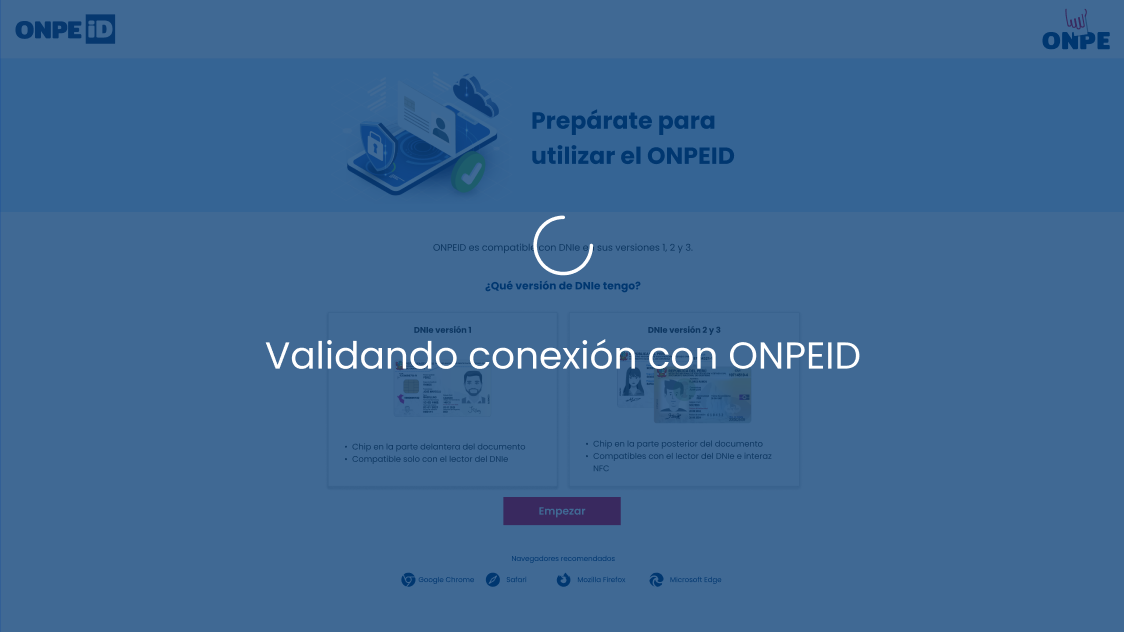 ONPE iD
ONPE
Prepárate para
utilizar el ONPEID
ONPEID es compatible con DNIe en sus versiones 1, 2 y 3.
¿Qué versión de DNIe tengo?
Validando conexión con ONPEID
DNIe versión 1
• Chip en la parte delantera del documento
• Compatible solo con el lector del DNIe
DNIe versión 2 y 3
• Chip en la parte posterior del documento
• Compatibles con el lector del DNIe e interaz
NFC
Empezar
Navegadores recomendados
Google Chrome Safari Mozilla Firefox Microsoft Edge